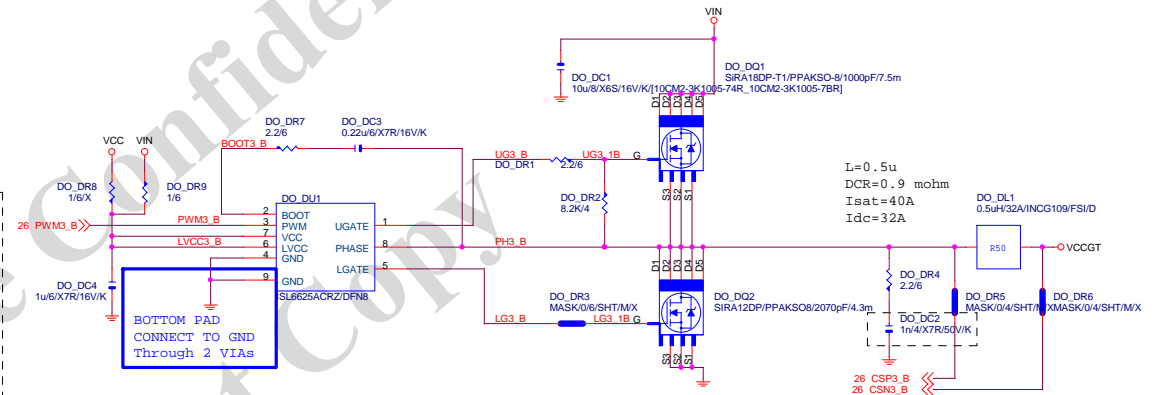 VIN
DO_DC1
10u/8/X6S/16V/K/[10CM2-3K1005-74R_10CM2-3K1005-7BR]
DO_DQ1
SiRA18DP-T1/PPAKSO-8/1000pF/7.5m
D1
D2
D3
D4
D5
G
S3
S2
S1
VCC
VIN
DO_DR8
1/6/X
DO_DR9
1/6
BOOT3_B
DO_DR7
2.2/6
DO_DC3
0.22u/6/X7R/16V/K
UG3_B
DO_DR1
2.2/6
UG3_1B
DO_DR2
8.2K/4
26 PWM3_B
PWM3_B
LVCC3_B
DO_DU1
2 BOOT
3 PWM
7 VCC
6 LVCC
4 GND
9 GND
UGATE 1
PHASE 8
LGATE 5
ISL6625ACRZ/DFN8
DO_DC4
1u/6/X7R/16V/K
BOTTOM PAD
CONNECT TO GND
Through 2 VIAs
PH3_B
LG3_B
DO_DR3
MASK/0/6/SHT/M/X
LG3_1B
D1
D2
D3
D4
D5
G
S3
S2
S1
DO_DQ2
SIRA12DP/PPAKSO8/2070pF/4.3m
L=0.5u
DCR=0.9 mohm
Isat=40A
Idc=32A
DO_DL1
0.5uH/32A/INCG109/FSI/D
R50
VCCGT
DO_DR4
2.2/6
DO_DC2
1n/4/X7R/50V/K
DO_DR5
MASK/0/4/SHT/M/X
DO_DR6
MASK/0/4/SHT/M/X
26 CSP3_B
26 CSN3_B
Confide
Copy